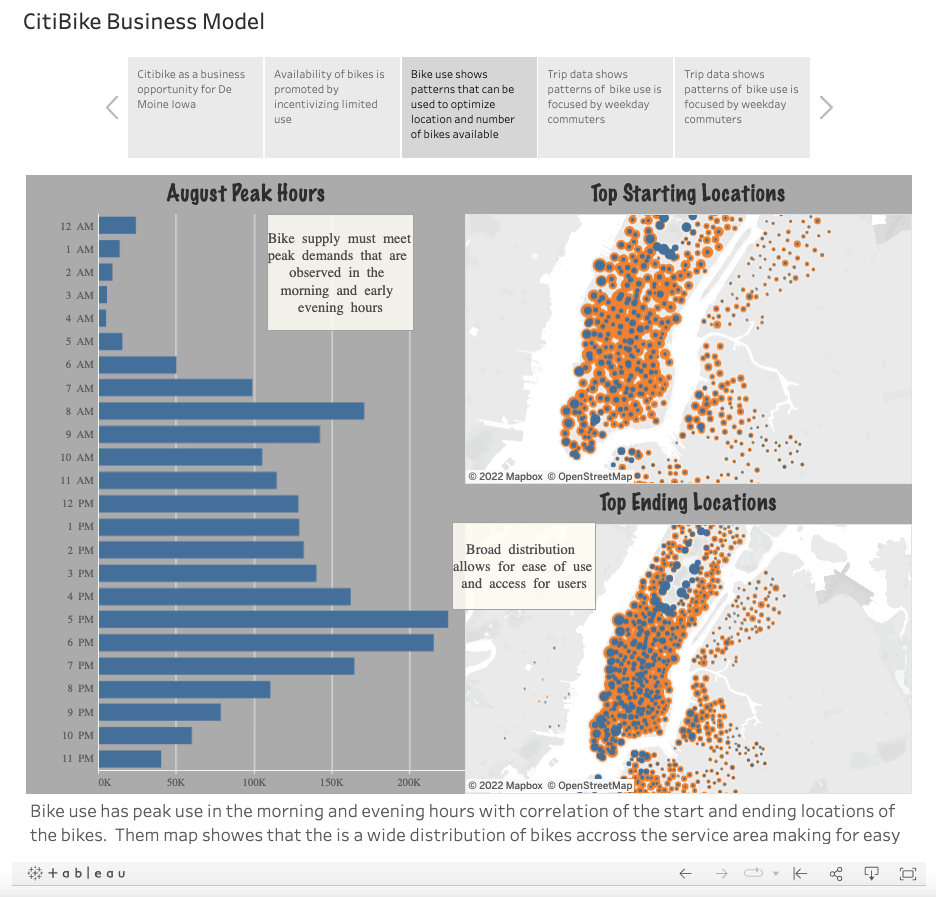 CitiBike Business Model
Citibike as a business
opportunity for De
Moine Iowa
Availability of bikes is
promoted by
incentivizing limited
use
Bike use shows
patterns that can be
used to optimize
location and number
of bikes available
Trip data shows
patterns of bike use is
focused by weekday
commuters
Trip data shows
patterns of bike use is
focused by weekday
commuters
August Peak Hours
12 AM
1 AM
2 AM
3 AM
4 AM
5 AM
6 AM
7 AM
8 AM
9 AM
10 AM
11 AM
12 PM
1 PM
2 PM
3 PM
4 PM
5 PM
6 PM
7 PM
8 PM
9 PM
10 PM
11 PM
0K 50K 100K 150K 200K
Bike supply must meet
peak demands that are
observed in the
morning and early
evening hours
Top Starting Locations
© 2022 Mapbox © OpenStreetMap
Top Ending Locations
Broad distribution
allows for ease of use
and access for users
© 2022 Mapbox © OpenStreetMap
Bike use has peak use in the morning and evening hours with correlation of the start and ending locations of
the bikes. Them map showes that the is a wide distribution of bikes accross the service area making for easy
+ableau